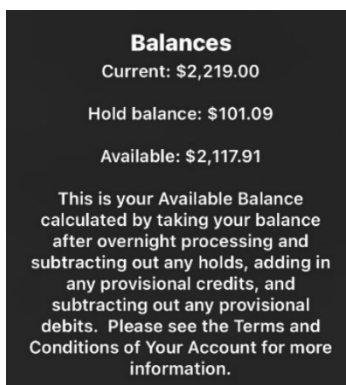 Balances
Current: $2,219.00
Hold balance: $101.09
Available: $2,117.91
This is your Available Balance
calculated by taking your balance
after overnight processing and
subtracting out any holds, adding in
any provisional credits, and
subtracting out any provisional
debits.  Please see the Terms and
Conditions of Your Account for more
information.